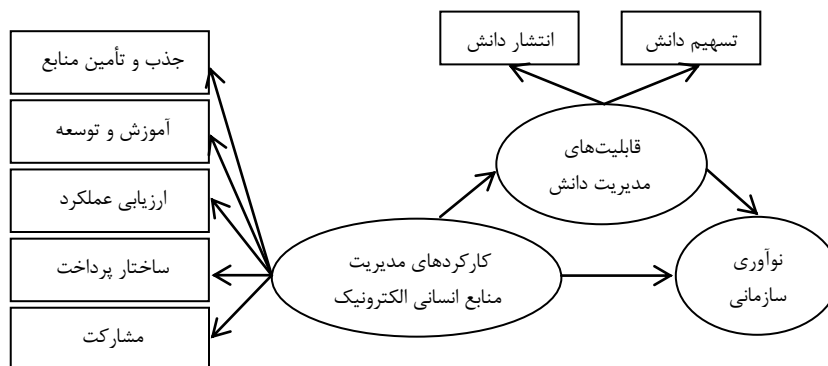 جذب و تأمین منابع
آموزش و توسعه
ارزیابی عملکرد
ساختار پرداخت
مشارکت
انتشار دانش
تسهیم دانش
قابلیت‌های
مدیریت دانش
کارکردهای مدیریت
منابع انسانی الکترونیک
نوآوری
سازمانی